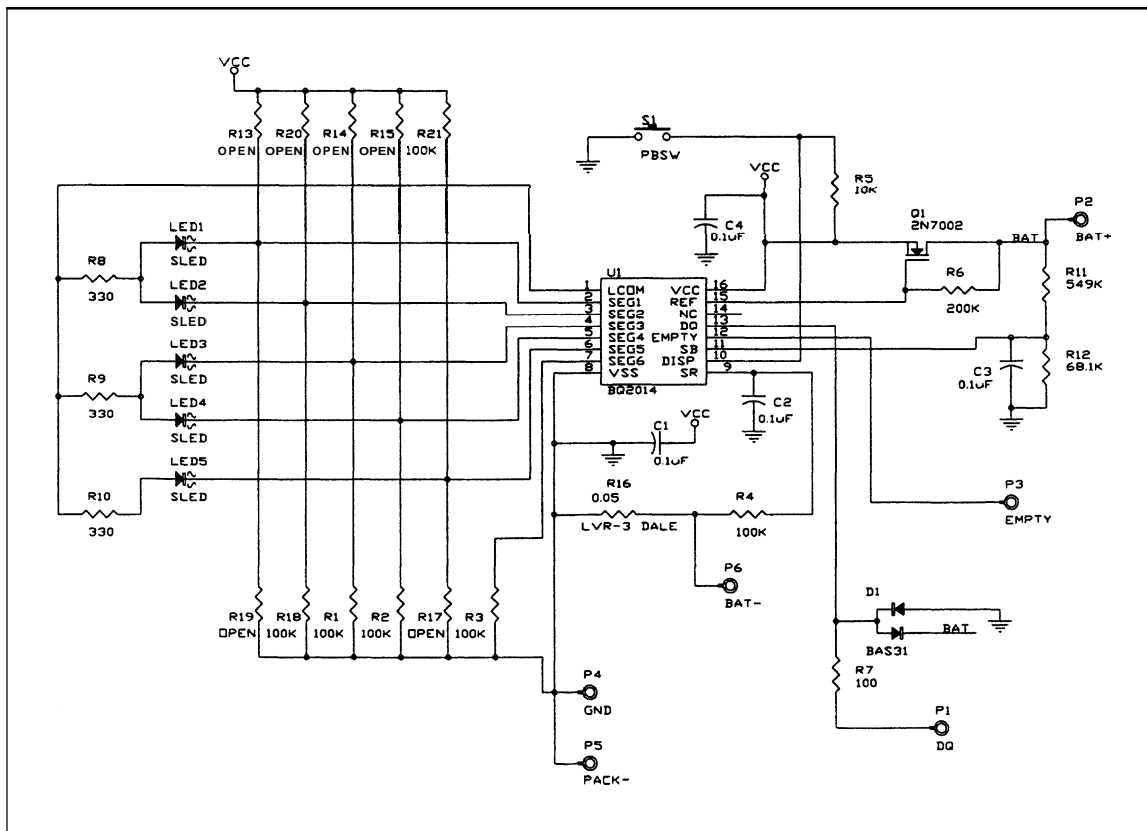 VCC
R13 R20 R14 R15 R21
OPEN OPEN OPEN OPEN 100K
S1
PBSW
VCC
R5
10K
C4
0.1uF
Q1
2N7002
P2
BAT
BAT+
LED1
SLED
R8
330
LED2
SLED
U1
1 LCOM VCC 16
2 SEG1 REF 15
3 SEG2 NC 14
4 SEG3 DQ 13
5 SEG4 EMPTY 12
6 SEG5 SB 11
7 SEG6 DISP 10
8 VSS SR 9
BQ2014
R6
200K
R11
549K
LED3
SLED
R9
330
LED4
SLED
C3
0.1uF
R12
68.1K
C2
0.1uF
C1
0.1uF
VCC
LED5
SLED
R10
330
R16
0.05
LVR-3 DALE
R4
100K
P3
EMPTY
P6
BAT-
R19 R18 R1 R2 R17 R3
OPEN 100K 100K 100K OPEN 100K
D1
BAT
BAS31
R7
100
P4
GND
P1
DQ
P5
PACK-